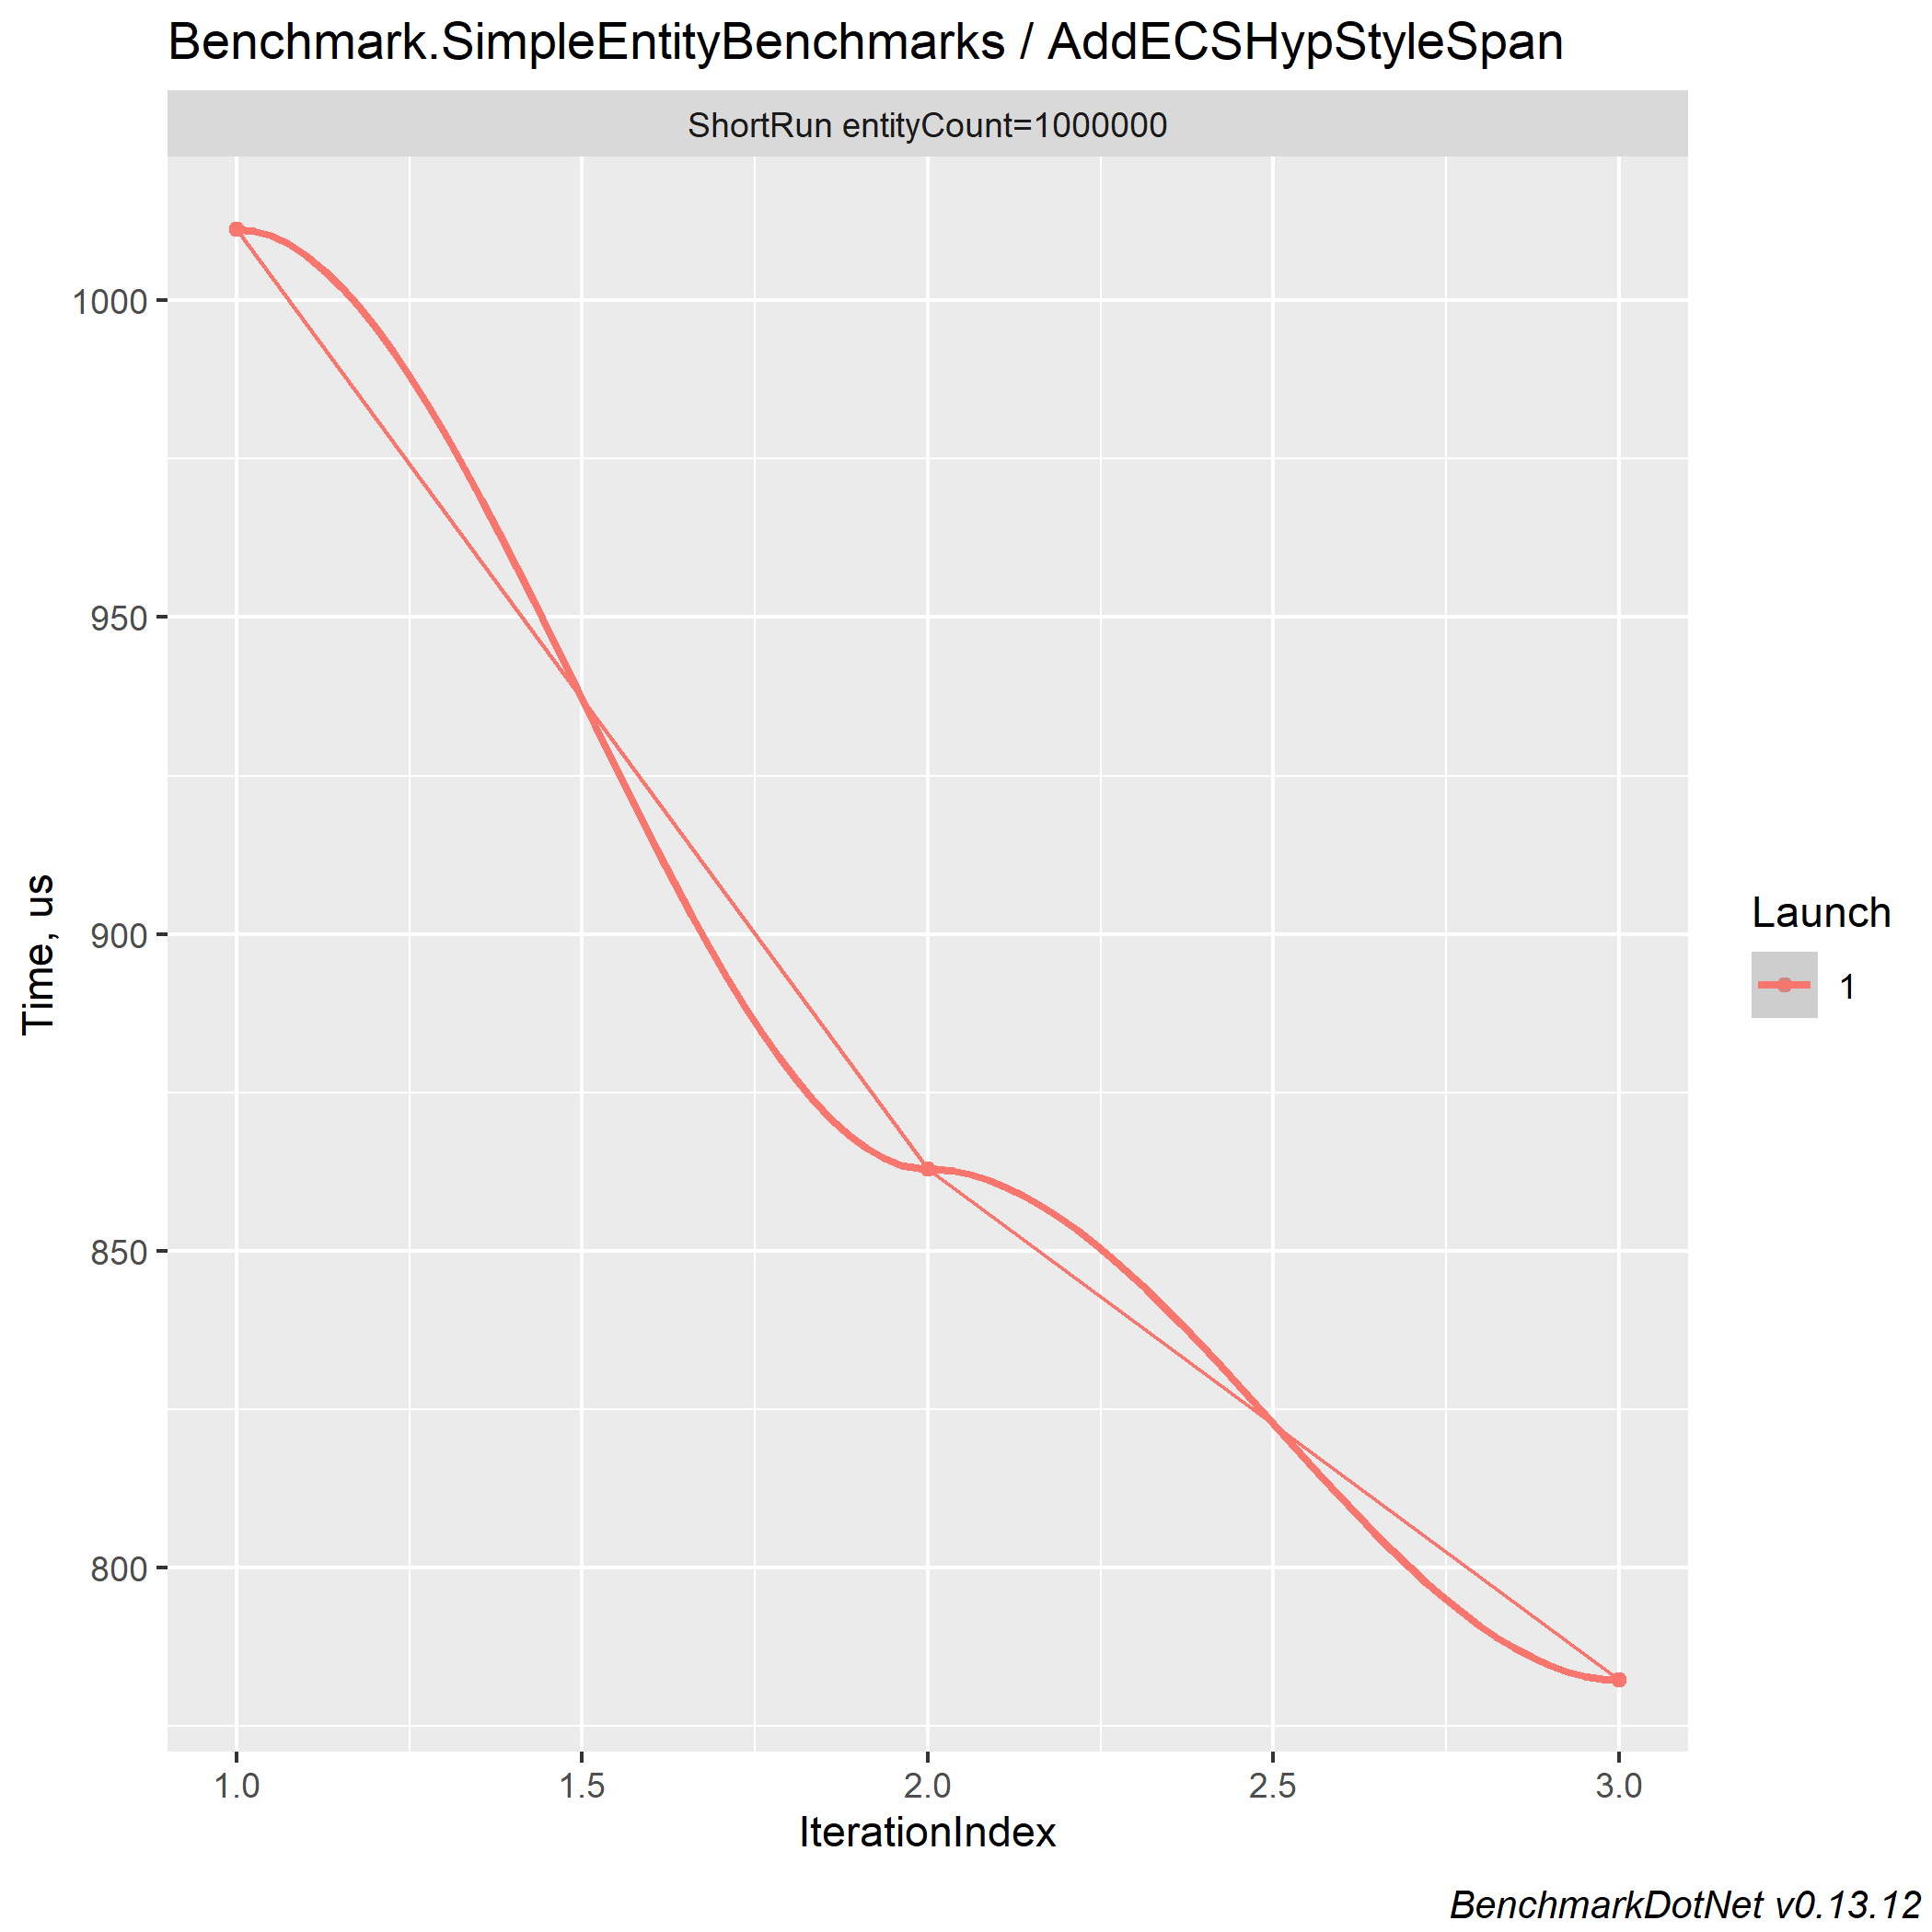 Benchmark.SimpleEntityBenchmarks / AddECSHypStyleSpan
ShortRun entityCount=1000000
1000
950
900
850
800
Time, us
1.0 1.5 2.0 2.5 3.0
IterationIndex
Launch
1
BenchmarkDotNet v0.13.12